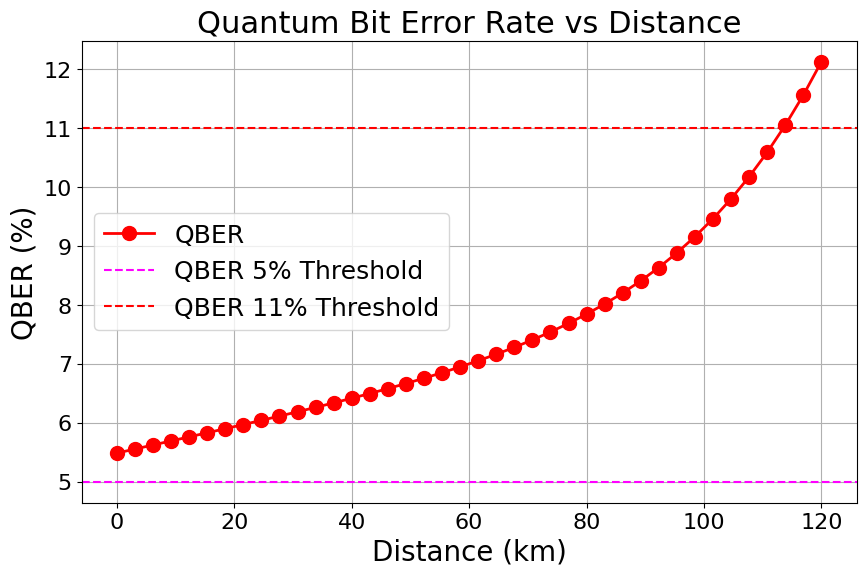 Quantum Bit Error Rate vs Distance
QBER (%)
12
11
10
9
8
7
6
5
QBER
QBER 5% Threshold
QBER 11% Threshold
0 20 40 60 80 100 120
Distance (km)